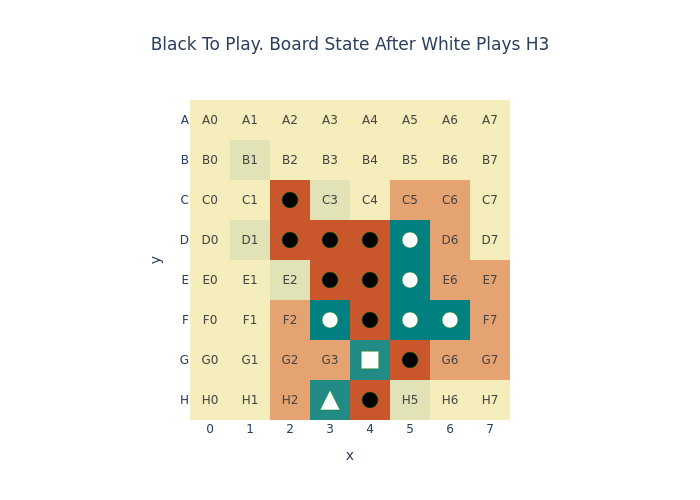 Black To Play. Board State After White Plays H3
A A0 A1 A2 A3 A4 A5 A6 A7
B B0 B1 B2 B3 B4 B5 B6 B7
C C0 C1 C3 C4 C5 C6 C7
D D0 D1 D6 D7
E E0 E1 E2 E6 E7
F F0 F1 F2 F7
G G0 G1 G2 G3 G6 G7
H H0 H1 H2 H5 H6 H7
0 1 2 3 4 5 6 7
x
y